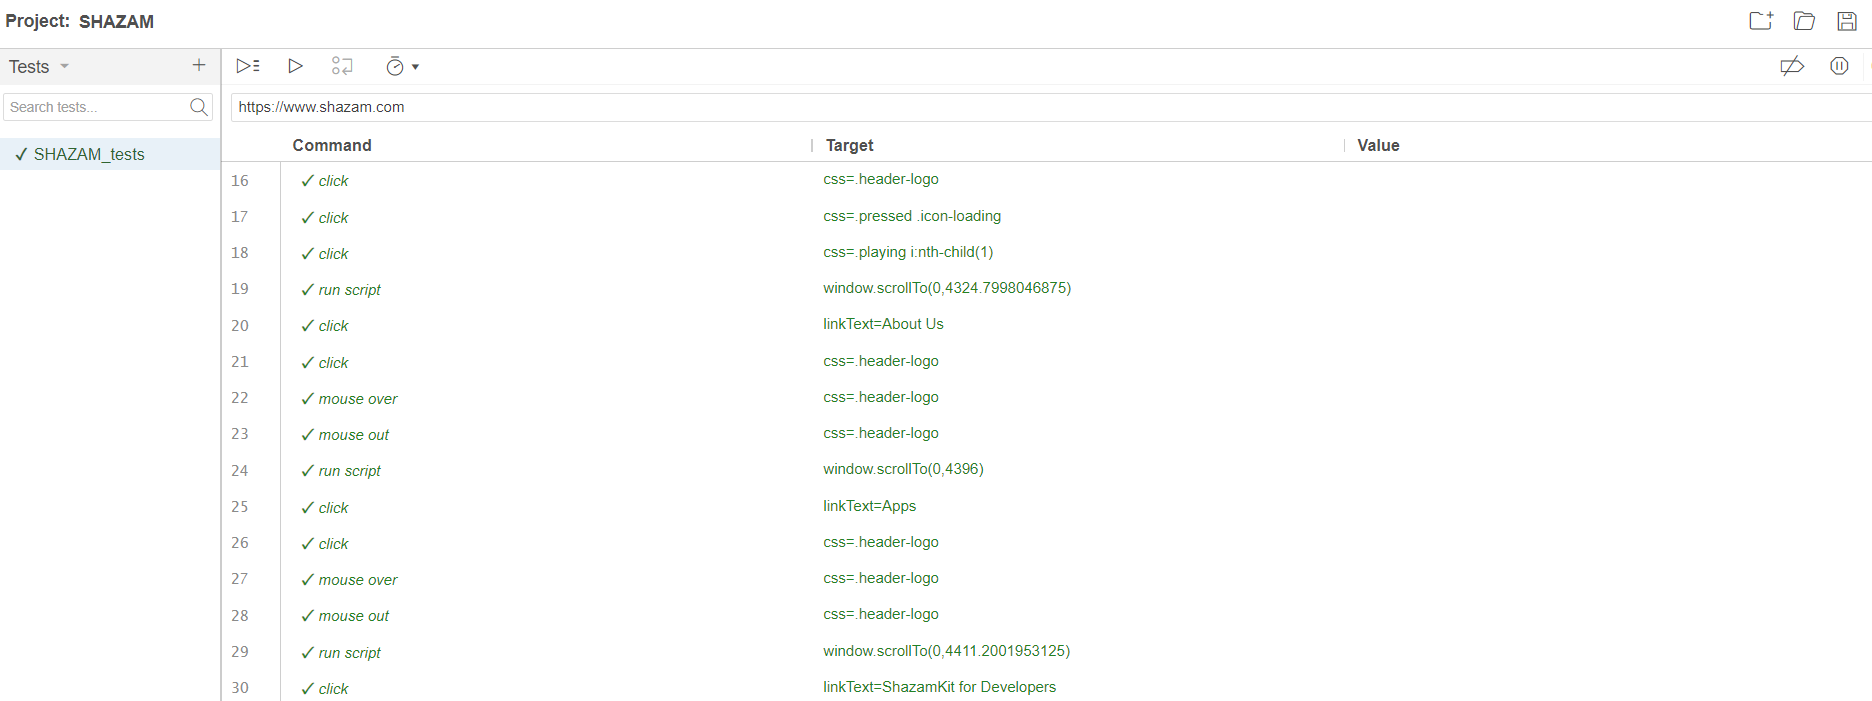 Project: SHAZAM
Tests
Search tests...
https://www.shazam.com
✓ SHAZAM_tests
Command Target Value
16 ✓ click css=.header-logo
17 ✓ click css=.pressed .icon-loading
18 ✓ click css=.playing i:nth-child(1)
19 ✓ run script window.scrollTo(0,4324.7998046875)
20 ✓ click linkText=About Us
21 ✓ click css=.header-logo
22 ✓ mouse over css=.header-logo
23 ✓ mouse out css=.header-logo
24 ✓ run script window.scrollTo(0,4396)
25 ✓ click linkText=Apps
26 ✓ click css=.header-logo
27 ✓ mouse over css=.header-logo
28 ✓ mouse out css=.header-logo
29 ✓ run script window.scrollTo(0,4411.2001953125)
30 ✓ click linkText=ShazamKit for Developers